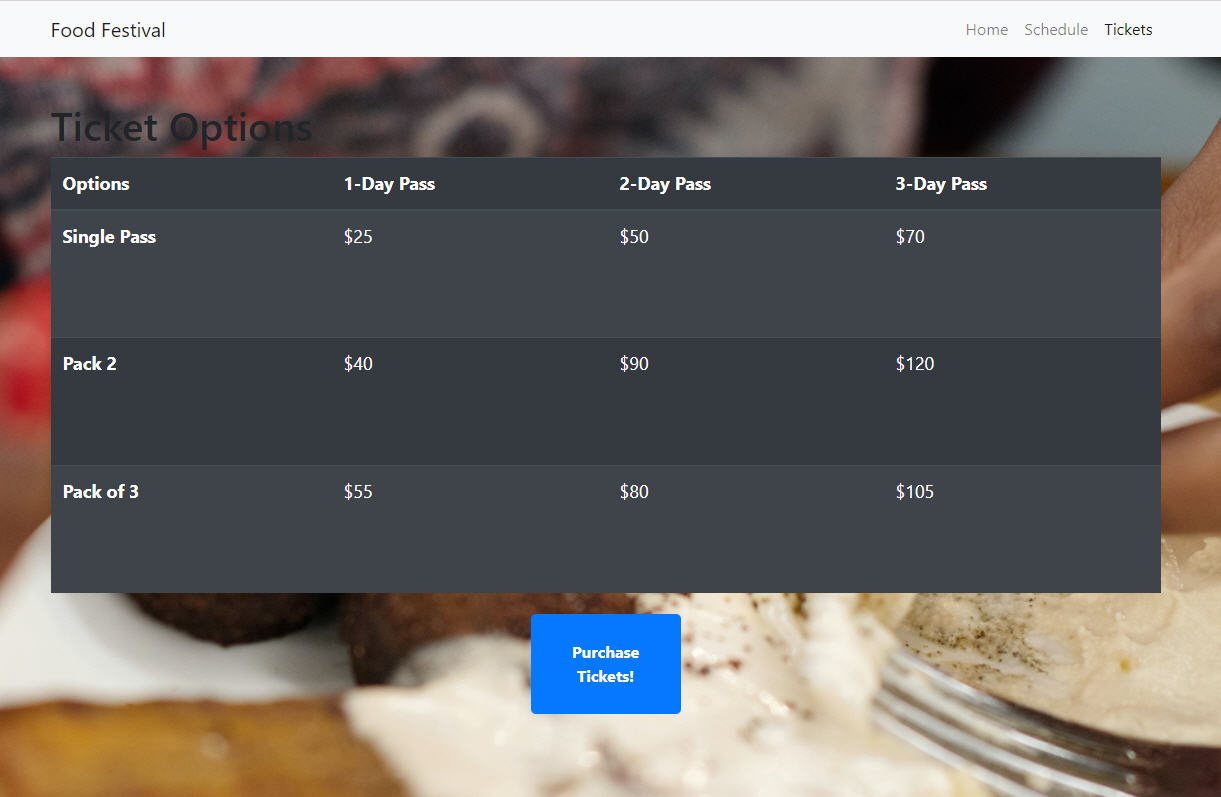 Food Festival Home Schedule Tickets
Ticket Options
Options 1-Day Pass 2-Day Pass 3-Day Pass
Single Pass $25 $50 $70
Pack 2 $40 $90 $120
Pack of 3 $55 $80 $105
Purchase
Tickets!